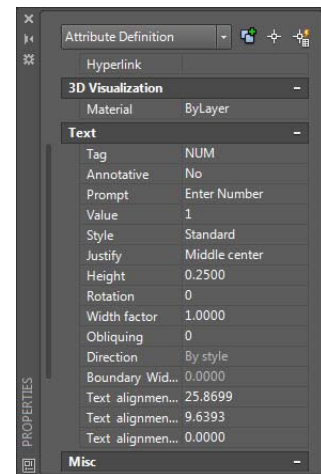 Attribute Definition
Hyperlink
3D Visualization
Material ByLayer
Text
Tag NUM
Annotative No
Prompt Enter Number
Value 1
Style Standard
Justify Middle center
Height 0.2500
Rotation 0
Width factor 1.0000
Obliquing 0
Direction By style
Boundary Wid... 0.0000
Text alignmen... 25.8699
Text alignmen... 9.6393
Text alignmen... 0.0000
Misc
PROPERTIES